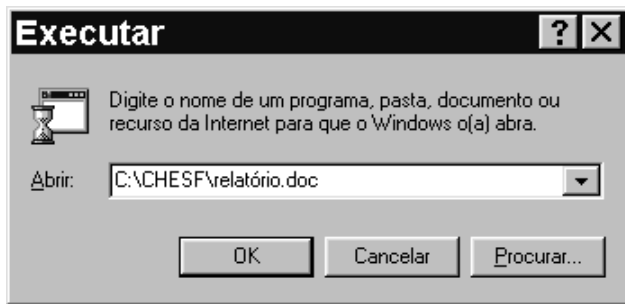 Executar
Digite o nome de um programa, pasta, documento ou
recurso da Internet para que o Windows o(a) abra.
Abrir: C:\CHESF\relatório.doc
OK Cancelar Procurar...